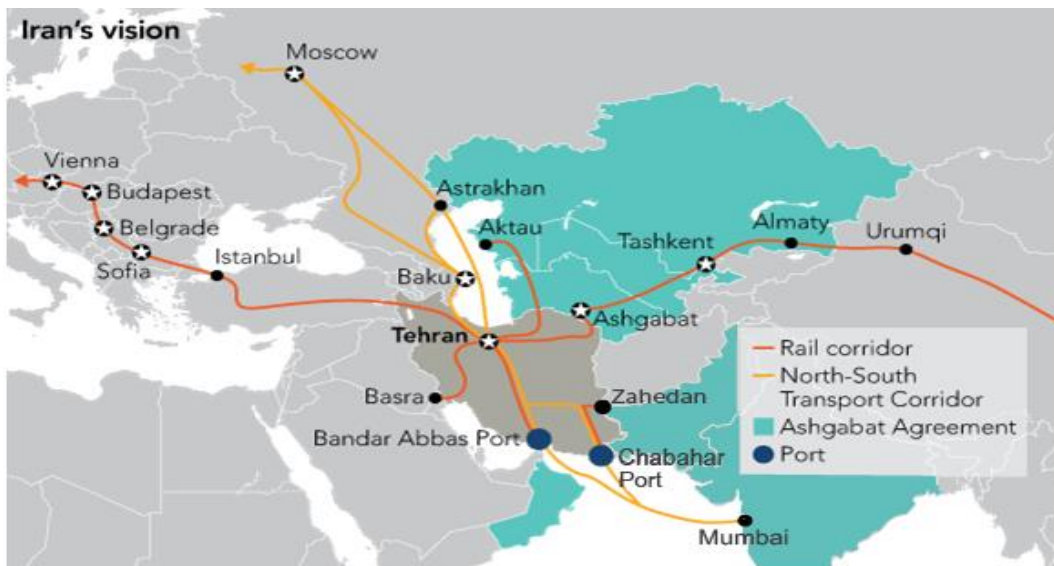 Iran's vision
Moscow
Vienna
Budapest
Belgrade
Sofia
Istanbul
Astrakhan
Aktau
Baku
Tashkent
Almaty
Urumqi
Ashgabat
Tehran
Basra
Zahedan
Bandar Abbas Port
Chabahar
Port
Mumbai
Rail corridor
North-South
Transport Corridor
Ashgabat Agreement
Port